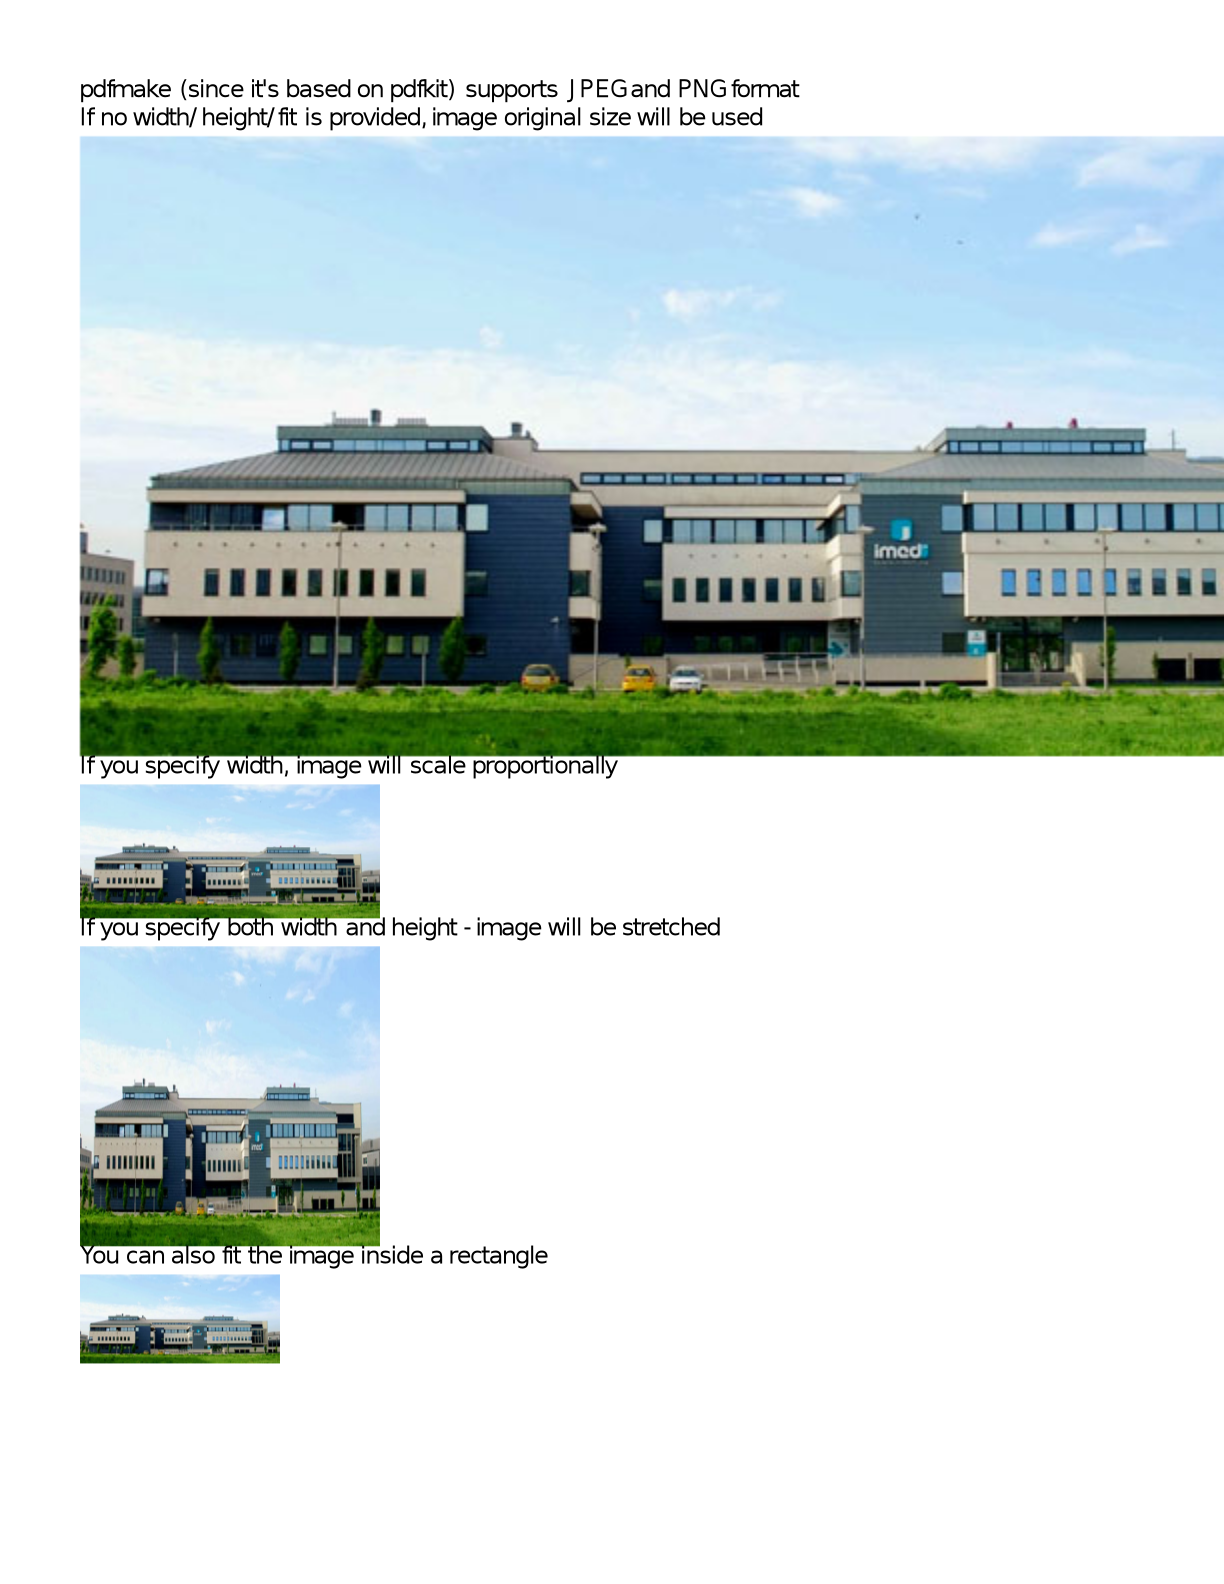 pdfmake (since it's based on pdfkit) supports JPEG and PNG format
If no width/height/fit is provided, image original size will be used
imed
If you specify width, image will scale proportionally
If you specify both width and height - image will be stretched
imed
You can also fit the image inside a rectangle